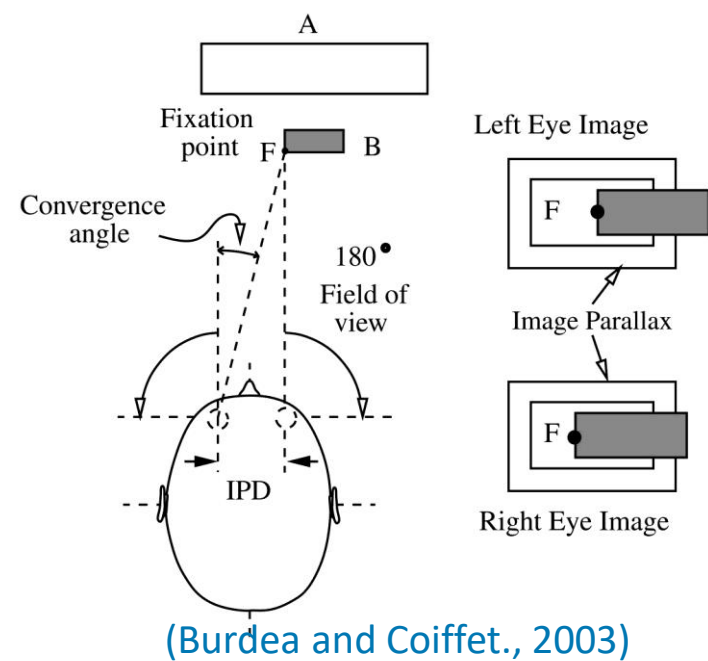 A
Fixation
point
F
B
Convergence
angle
180°
Field of
view
IPD
Left Eye Image
F
Image Parallax
F
Right Eye Image
(Burdea and Coiffet., 2003)